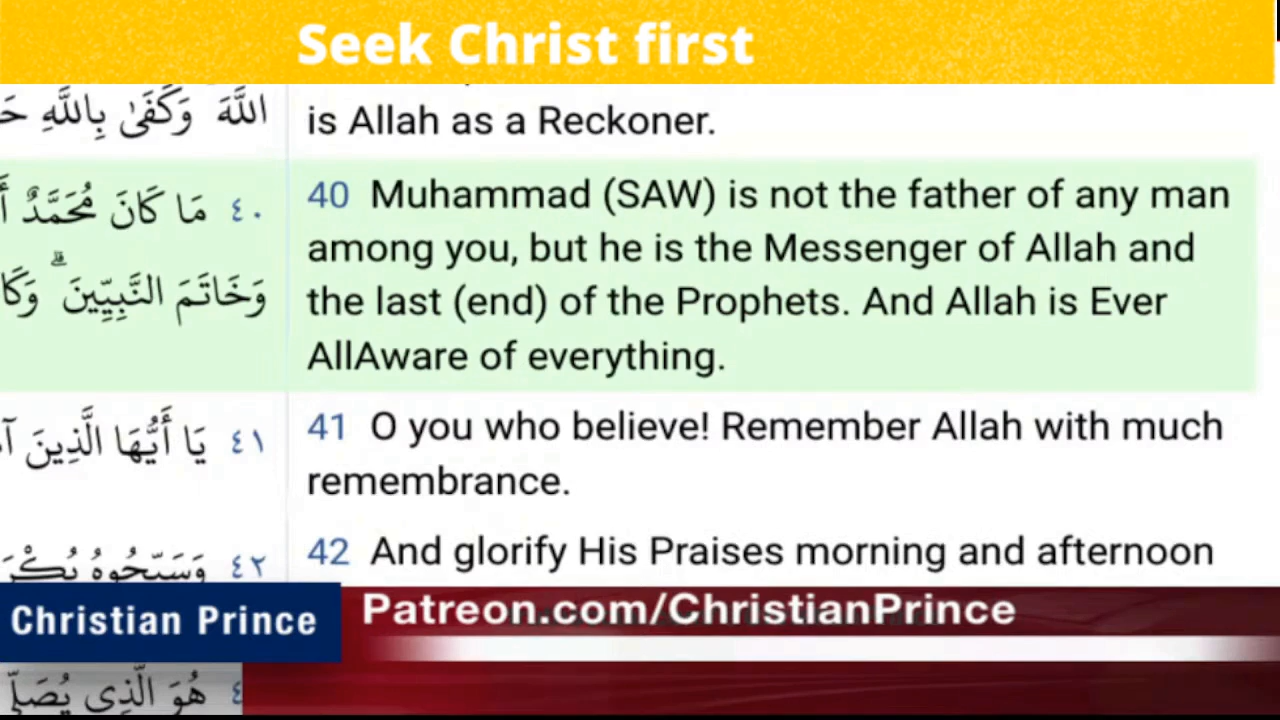 Seek Christ first
اللَّهَ وَكَفَىٰ بِاللَّهِ
is Allah as a Reckoner.
٤٠ مَا كَانَ مُحَمَّدٌ
40 Muhammad (SAW) is not the father of any man
among you, but he is the Messenger of Allah and
وَخَاتَمَ النَّبِيِّينَ ۗ
the last (end) of the Prophets. And Allah is Ever
AllAware of everything.
٤١ يَا أَيُّهَا الَّذِينَ
41 O you who believe! Remember Allah with much
remembrance.
٤٢ وَسَبِّحُوهُ
42 And glorify His Praises morning and afternoon
Christian Prince
Patreon.com/ChristianPrince
هُوَ الَّذِي يُصَلِّي